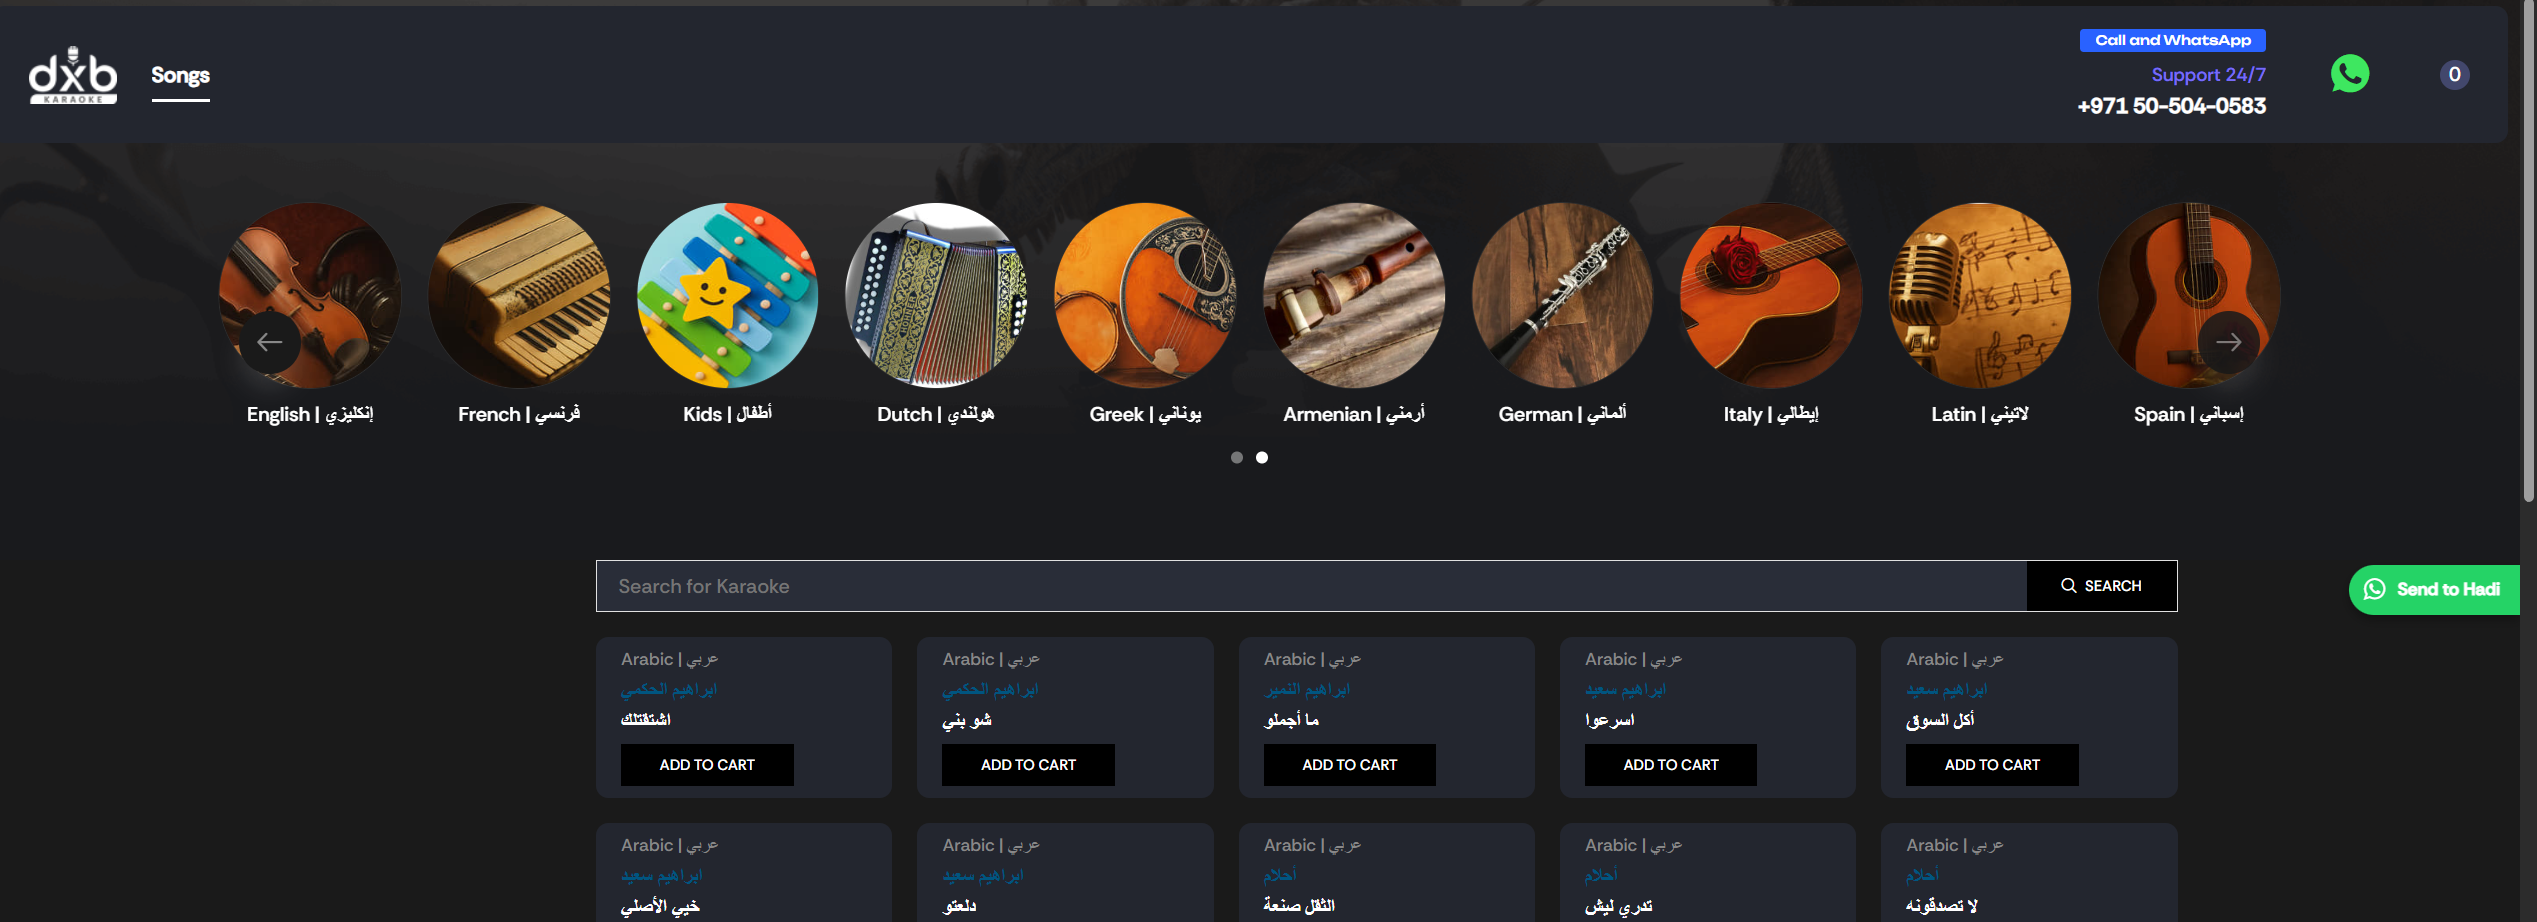 dxb
KARAOKE
Songs
Call and WhatsApp
Support 24/7
+971 50-504-0583
0
English | إنكليزي
French | فرنسي
Kids | أطفال
Dutch | هولندي
Greek | يوناني
Armenian | أرمني
German | ألماني
Italy | إيطالي
Latin | لاتيني
Spain | إسباني
Search for Karaoke
SEARCH
Send to Hadi
Arabic | عربي
ابراهيم الحكمي
اشتقتلك
ADD TO CART
Arabic | عربي
ابراهيم الحكمي
شو بني
ADD TO CART
Arabic | عربي
ابراهيم النمير
ما أجملو
ADD TO CART
Arabic | عربي
ابراهيم سعيد
اسرعوا
ADD TO CART
Arabic | عربي
ابراهيم سعيد
أكل السوق
ADD TO CART
Arabic | عربي
ابراهيم سعيد
خيي الأصلي
Arabic | عربي
ابراهيم سعيد
دلعتو
Arabic | عربي
أحلام
الثقل صنعة
Arabic | عربي
أحلام
تدري ليش
Arabic | عربي
أحلام
لا تصدقونه